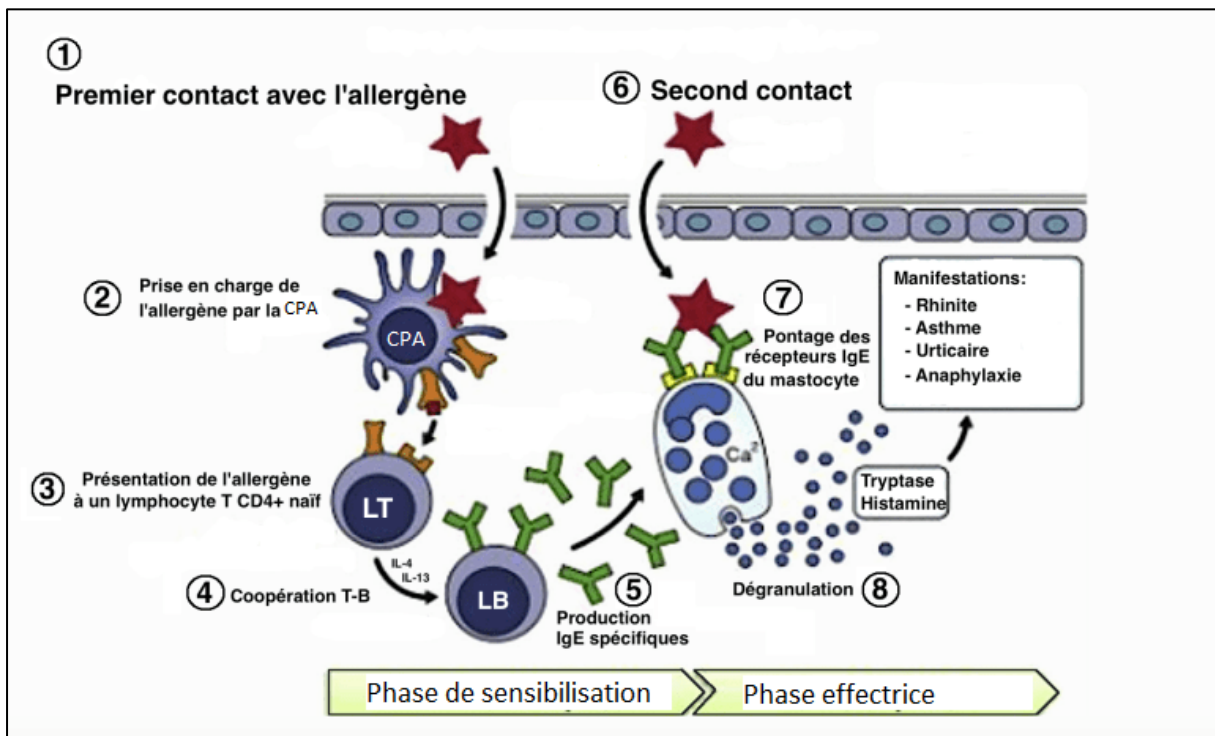 ①
Premier contact avec l'allergène
⑥ Second contact
② Prise en charge de
l'allergène par la CPA
CPA
⑦
Pontage des
récepteurs IgE
du mastocyte
Manifestations:
- Rhinite
- Asthme
- Urticaire
- Anaphylaxie
③ Présentation de l'allergène
à un lymphocyte T CD4+ naïf
LT
Ca²
Tryptase
Histamine
IL-4
IL-13
④ Coopération T-B
LB
⑤
Production
IgE spécifiques
Dégranulation ⑧
Phase de sensibilisation
Phase effectrice